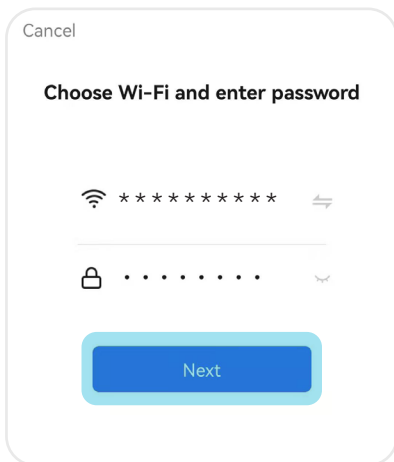 Cancel
Choose Wi-Fi and enter password
**********
••••••••
Next